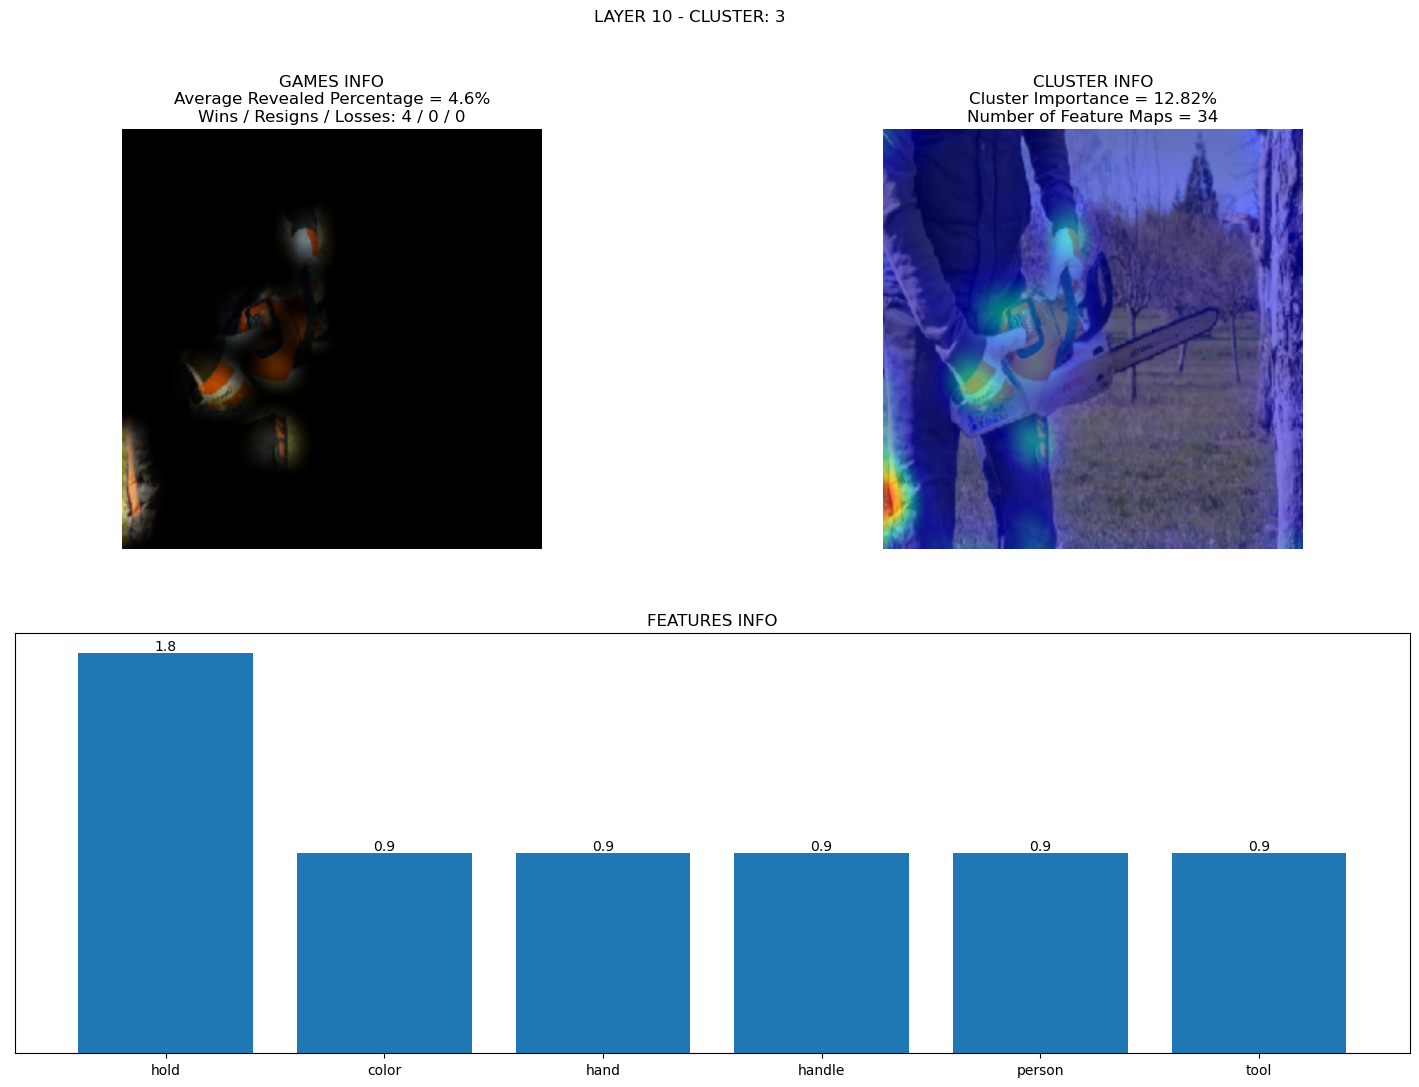 LAYER 10 - CLUSTER: 3
GAMES INFO
Average Revealed Percentage = 4.6%
Wins / Resigns / Losses: 4 / 0 / 0
CLUSTER INFO
Cluster Importance = 12.82%
Number of Feature Maps = 34
FEATURES INFO
1.8
0.9
0.9
0.9
0.9
0.9
hold
color
hand
handle
person
tool